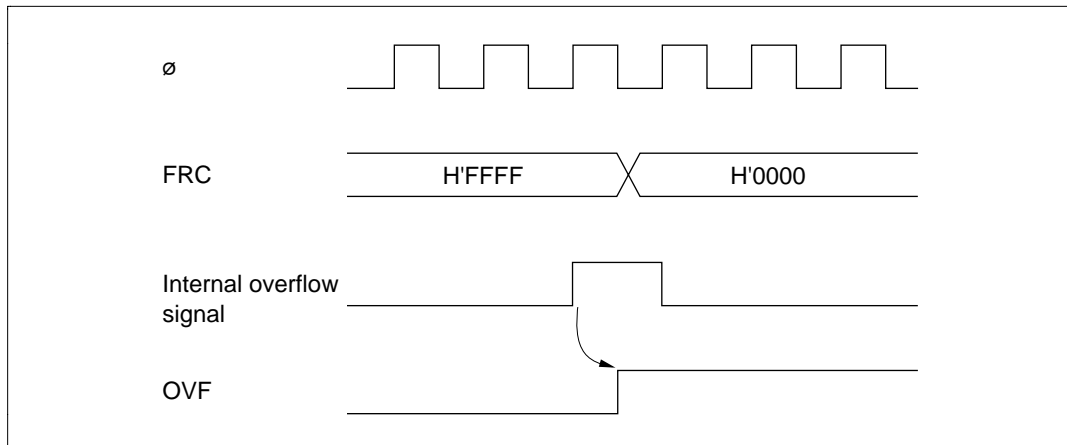 ø
FRC
H'FFFF
H'0000
Internal overflow
signal
OVF